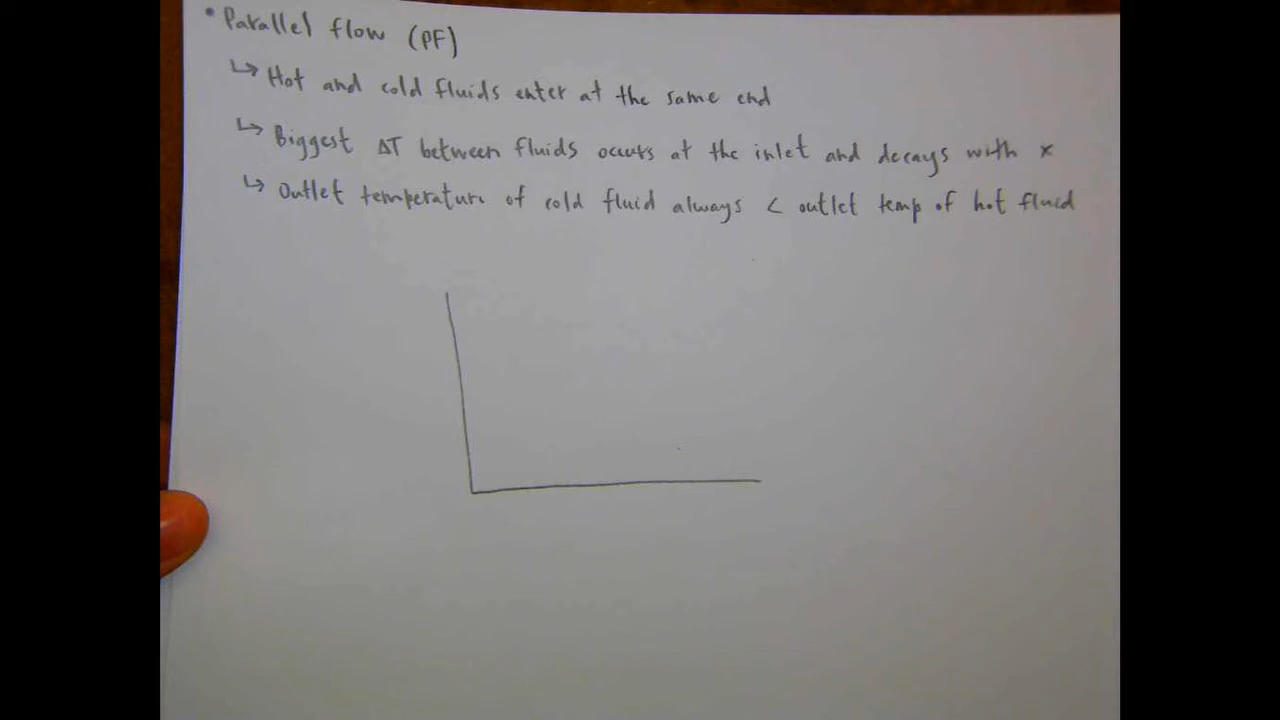 • Parallel flow (PF)
↳ Hot and cold fluids enter at the same end
↳ Biggest ΔT between fluids occurs at the inlet and decays with x
↳ Outlet temperature of cold fluid always < outlet temp of hot fluid